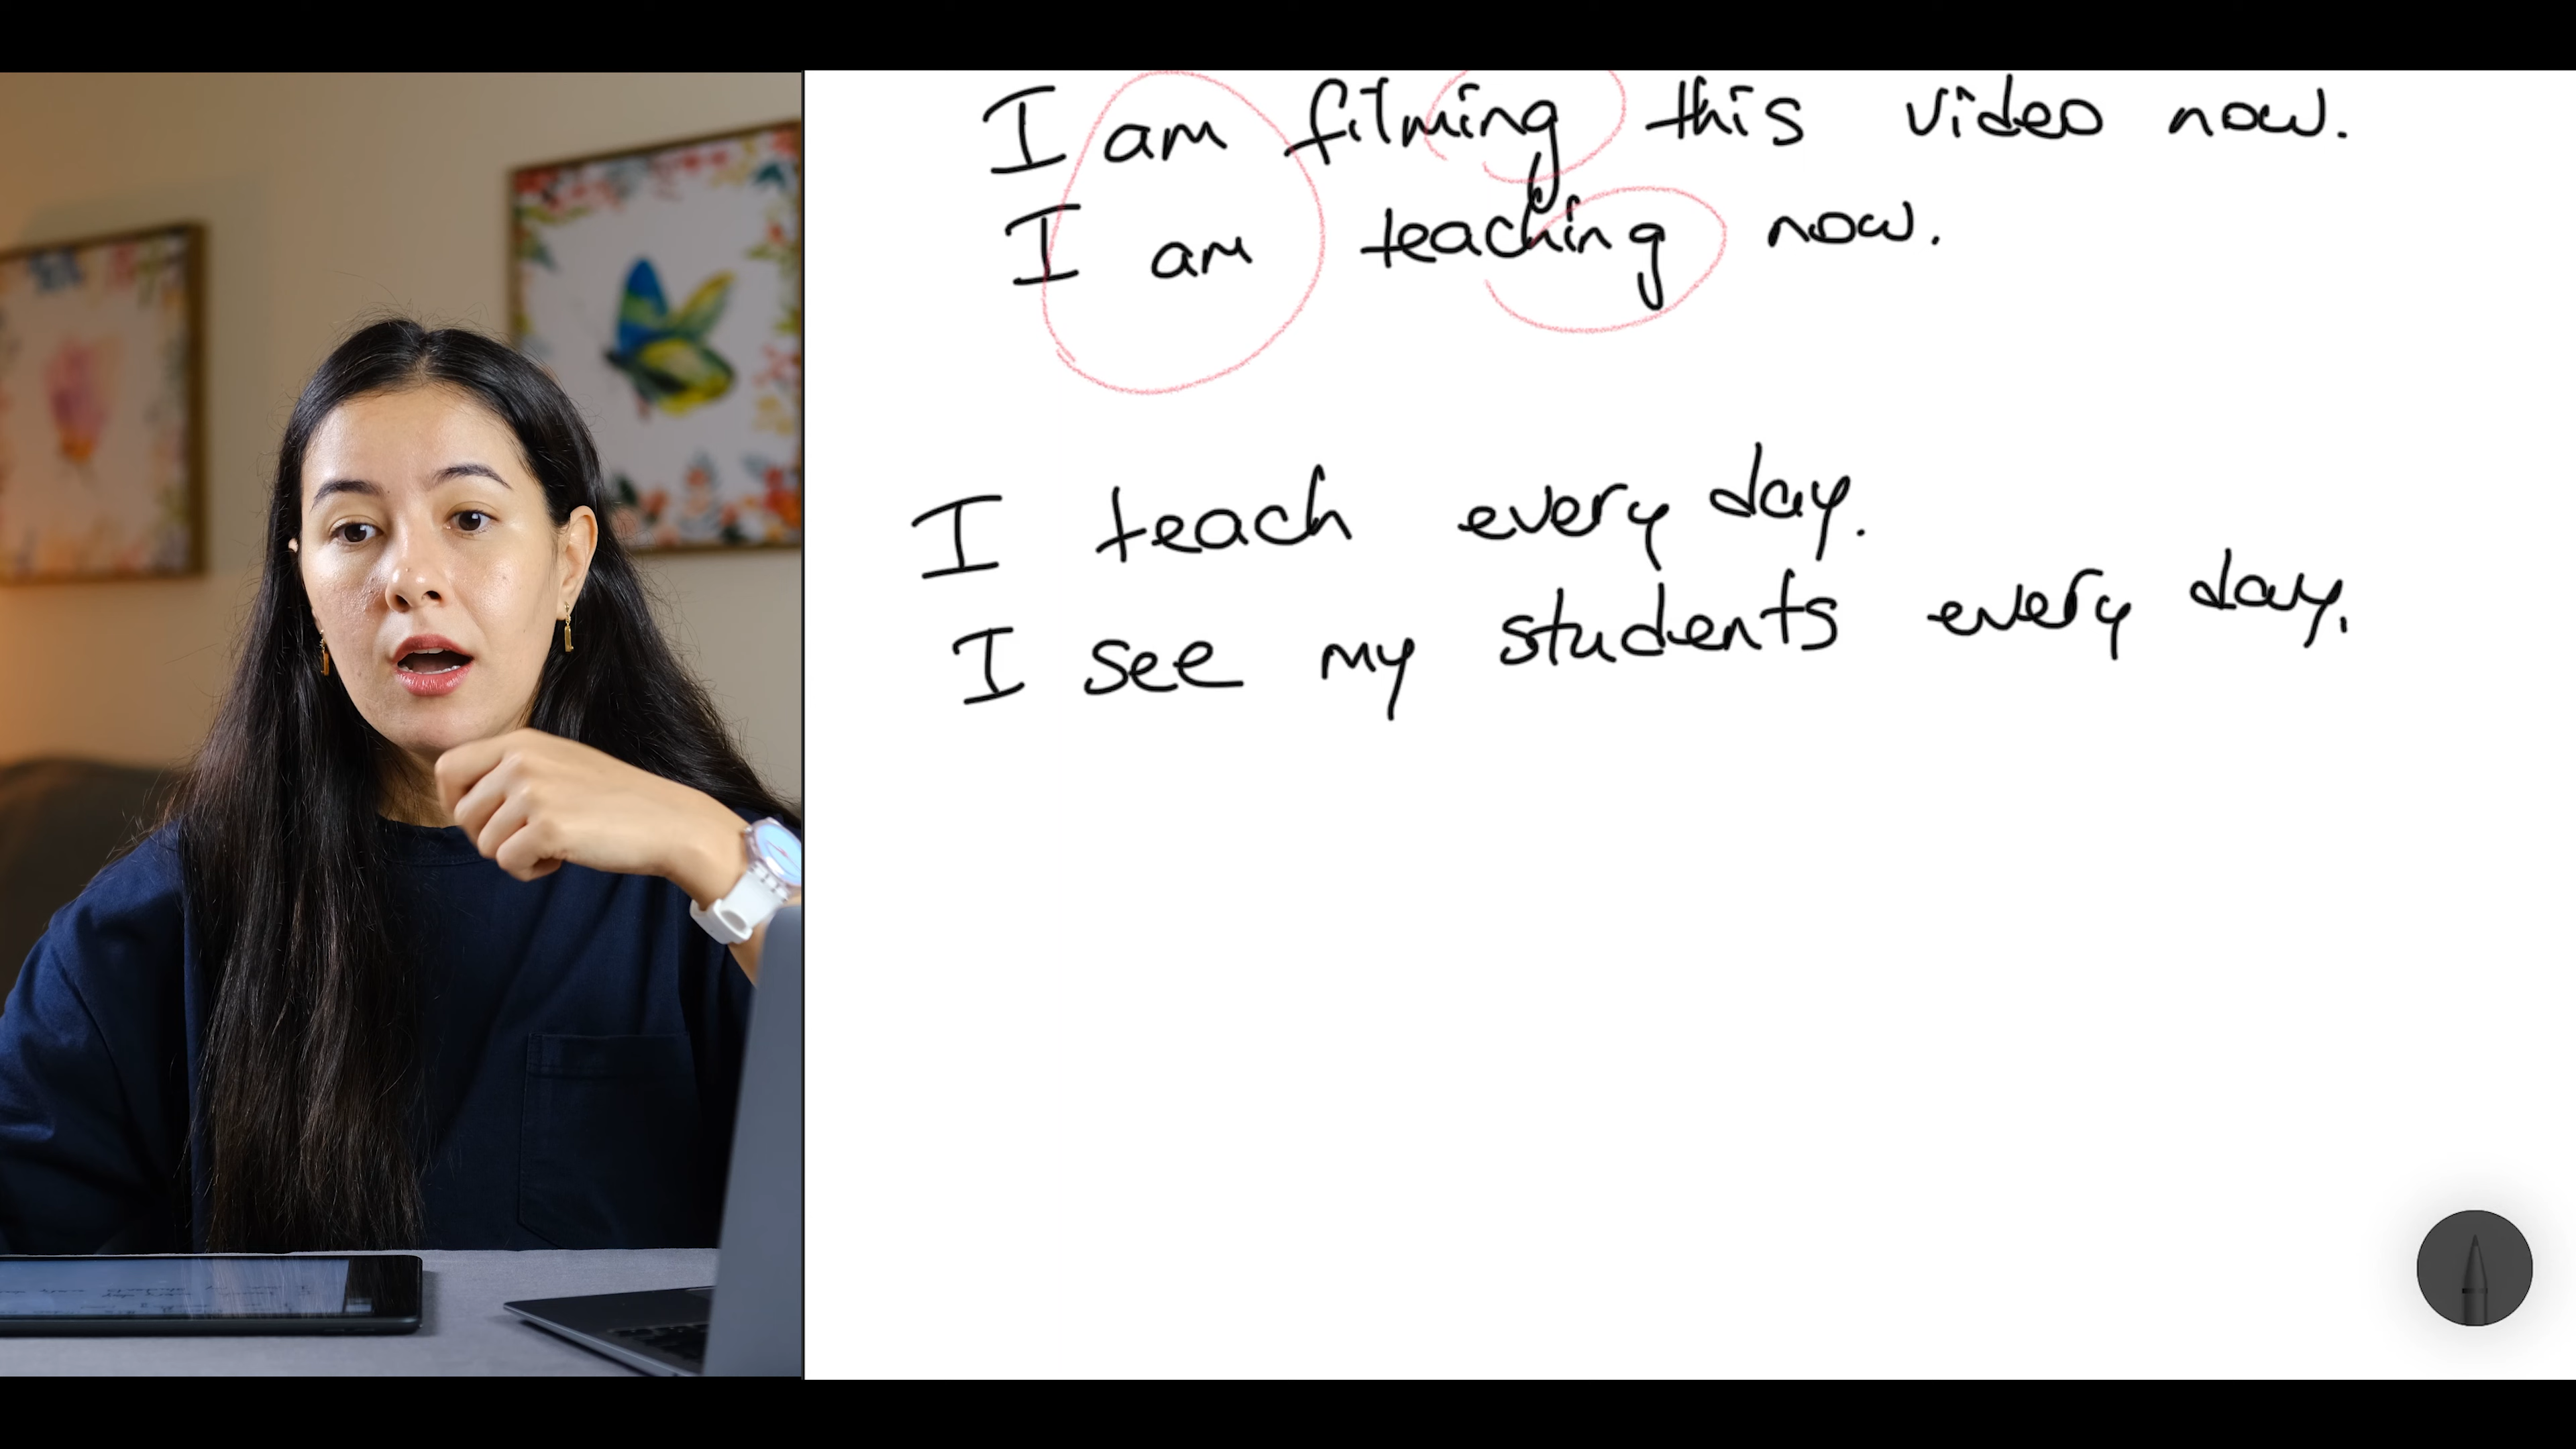 I am filming this video now.
I am teaching now.
I teach every day.
I see my students every day.